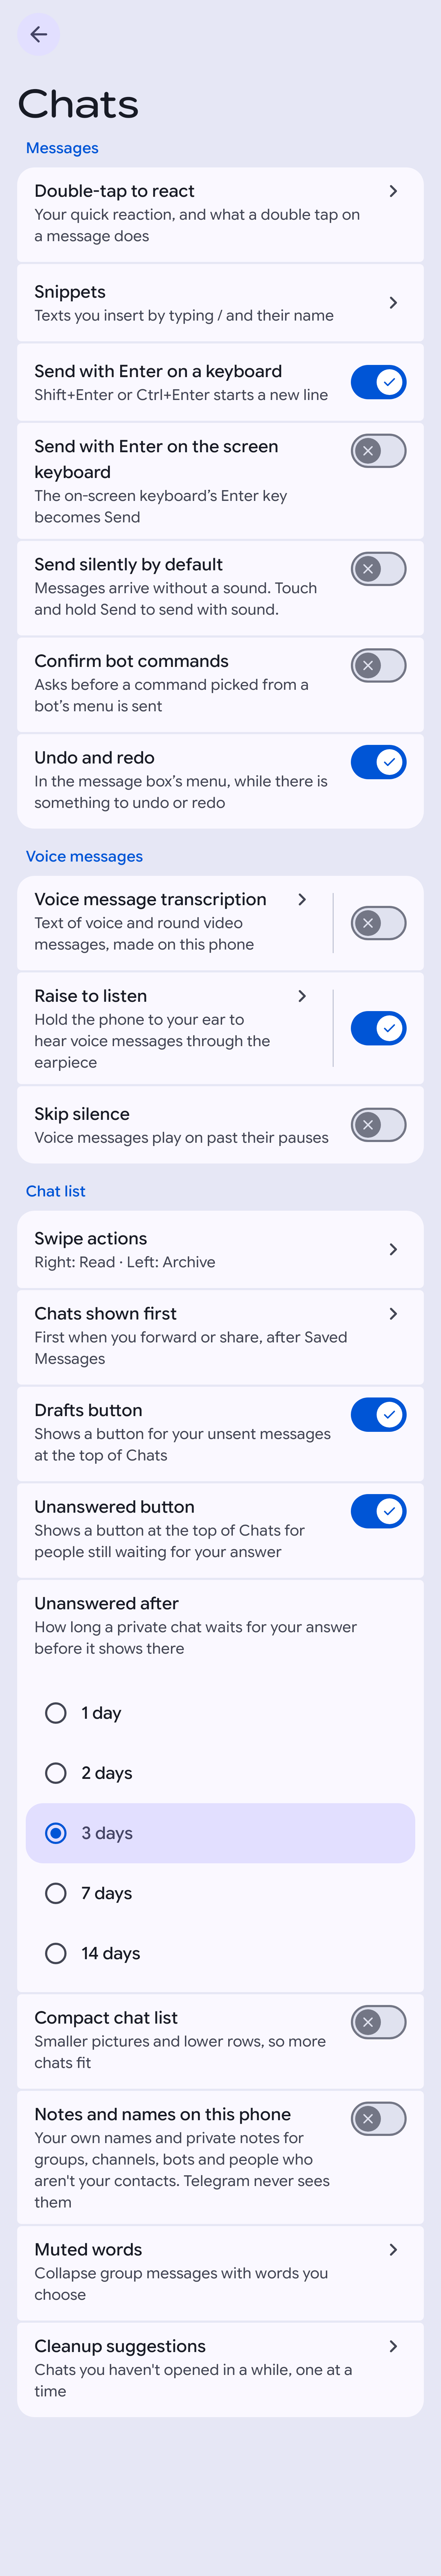 Chats
Messages
Double-tap to react
Your quick reaction, and what a double tap on
a message does
Snippets
Texts you insert by typing / and their name
Send with Enter on a keyboard
Shift+Enter or Ctrl+Enter starts a new line
Send with Enter on the screen
keyboard
The on-screen keyboard’s Enter key
becomes Send
Send silently by default
Messages arrive without a sound. Touch
and hold Send to send with sound.
Confirm bot commands
Asks before a command picked from a
bot’s menu is sent
Undo and redo
In the message box’s menu, while there is
something to undo or redo
Voice messages
Voice message transcription
Text of voice and round video
messages, made on this phone
Raise to listen
Hold the phone to your ear to
hear voice messages through the
earpiece
Skip silence
Voice messages play on past their pauses
Chat list
Swipe actions
Right: Read · Left: Archive
Chats shown first
First when you forward or share, after Saved
Messages
Drafts button
Shows a button for your unsent messages
at the top of Chats
Unanswered button
Shows a button at the top of Chats for
people still waiting for your answer
Unanswered after
How long a private chat waits for your answer
before it shows there
1 day
2 days
3 days
7 days
14 days
Compact chat list
Smaller pictures and lower rows, so more
chats fit
Notes and names on this phone
Your own names and private notes for
groups, channels, bots and people who
aren't your contacts. Telegram never sees
them
Muted words
Collapse group messages with words you
choose
Cleanup suggestions
Chats you haven't opened in a while, one at a
time